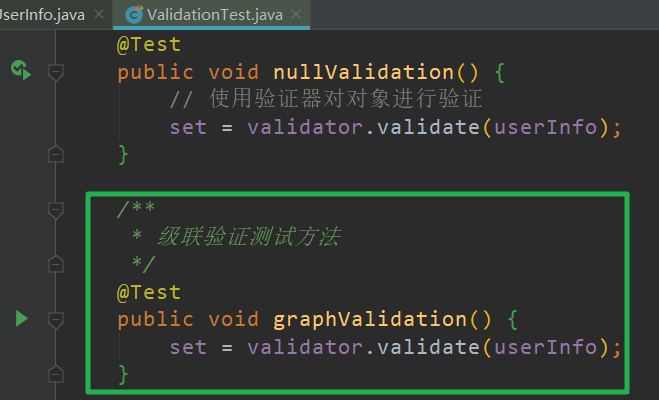 UserInfo.java × ValidationTest.java ×
@Test
public void nullValidation() {
// 使用验证器对对象进行验证
set = validator.validate(userInfo);
}
/**
* 级联验证测试方法
*/
@Test
public void graphValidation() {
set = validator.validate(userInfo);
}